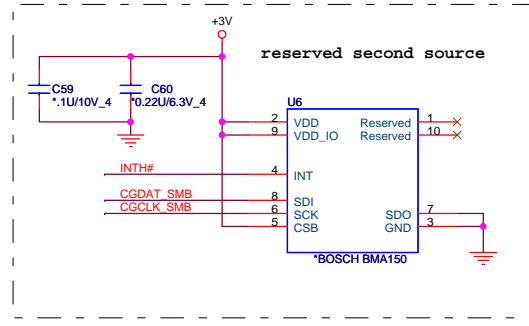 +3V
reserved second source
C59
*.1U/10V_4
C60
*0.22U/6.3V_4
U6
2 VDD Reserved 1
9 VDD_IO Reserved 10
INTH# 4 INT
CGDAT_SMB 8 SDI
CGCLK_SMB 6 SCK SDO 7
5 CSB GND 3
*BOSCH BMA150